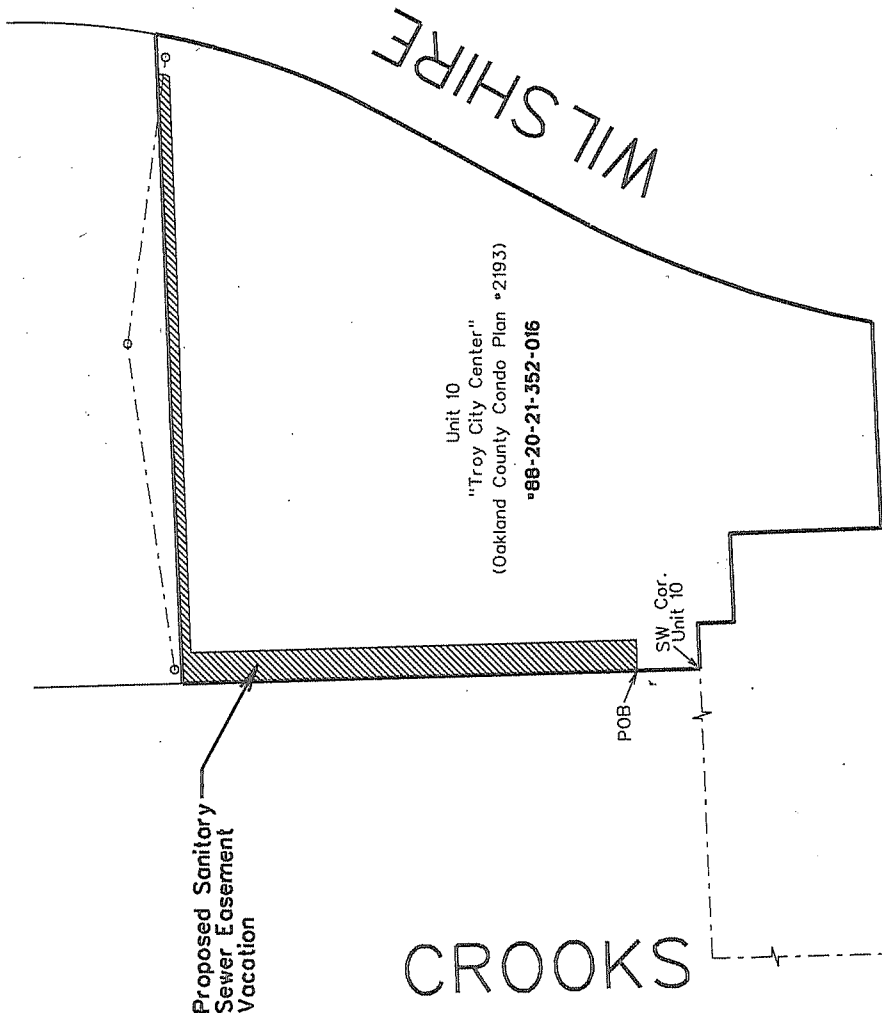 WILSHIRE
Unit 10
"Troy City Center"
(Oakland County Condo Plan #2193)
#88-20-21-352-016
SW Cor.
Unit 10
POB
Proposed Sanitary
Sewer Easement
Vacation
CROOKS